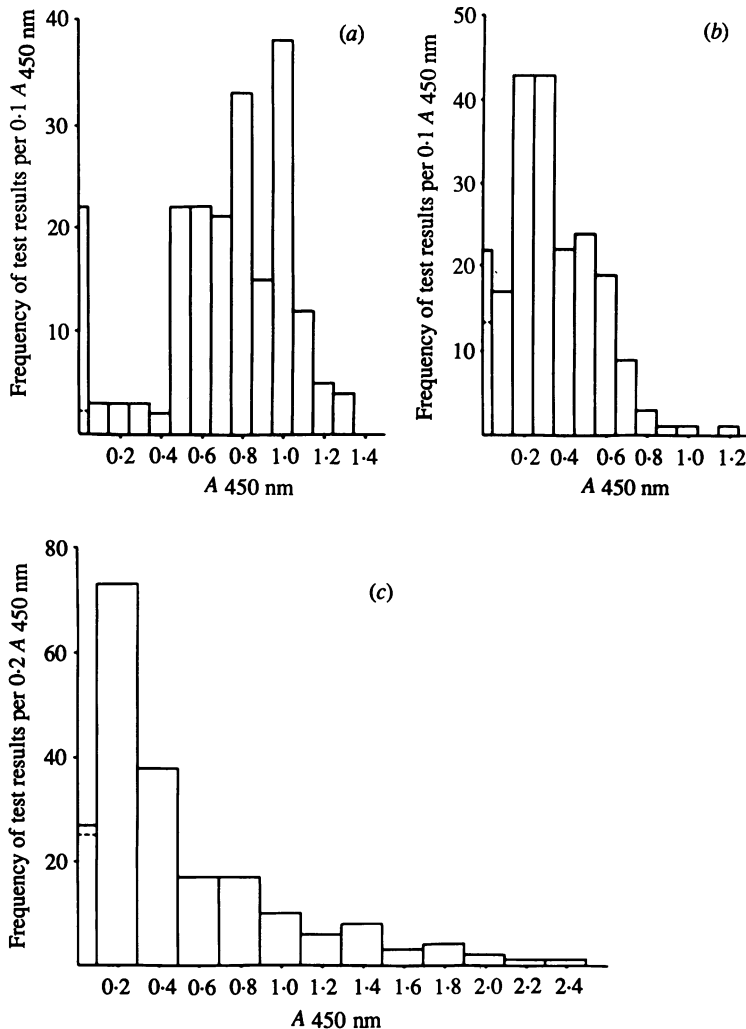 (a)
Frequency of test results per 0·1 A 450 nm
40
30
20
10
0·2 0·4 0·6 0·8 1·0 1·2 1·4
A 450 nm
(b)
Frequency of test results per 0·1 A 450 nm
50
40
30
20
10
0·2 0·4 0·6 0·8 1·0 1·2
A 450 nm
(c)
Frequency of test results per 0·2 A 450 nm
80
60
40
20
0·2 0·4 0·6 0·8 1·0 1·2 1·4 1·6 1·8 2·0 2·2 2·4
A 450 nm